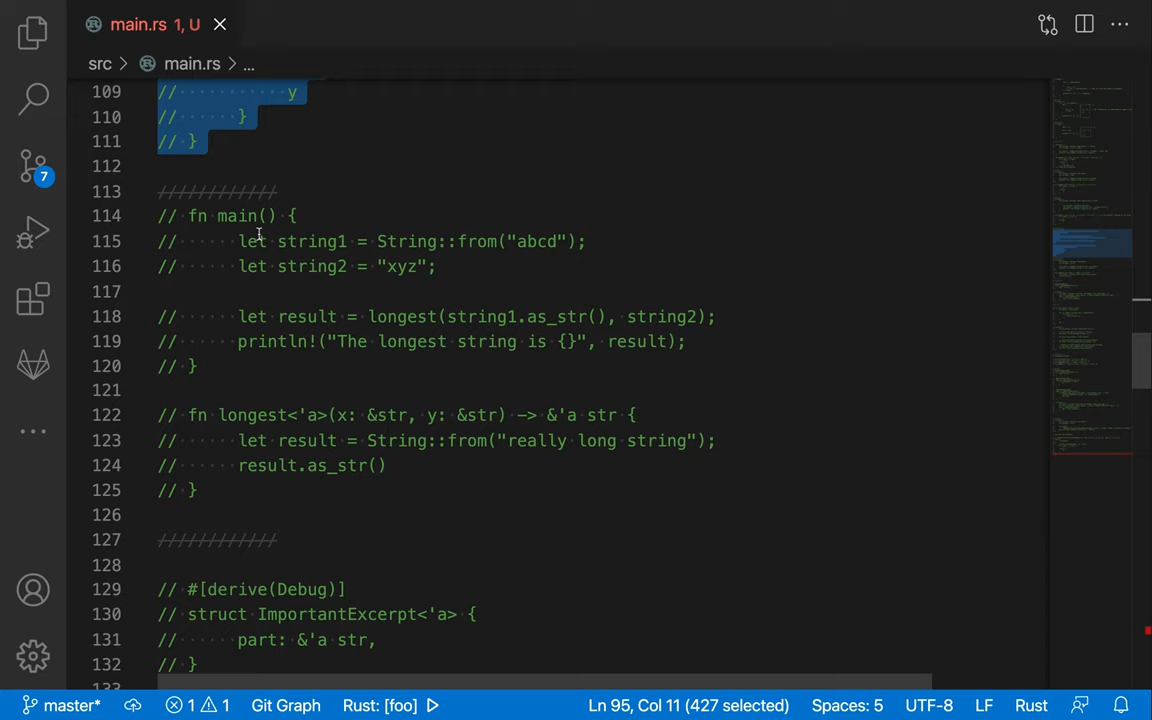 main.rs 1, U
src > main.rs > ...
109 // y
110 // }
111 // }
112
113 ////////////
114 // fn main() {
115 // let string1 = String::from("abcd");
116 // let string2 = "xyz";
117
118 // let result = longest(string1.as_str(), string2);
119 // println!("The longest string is {}", result);
120 // }
121
122 // fn longest<'a>(x: &str, y: &str) -> &'a str {
123 // let result = String::from("really long string");
124 // result.as_str()
125 // }
126
127 ////////////
128
129 // #[derive(Debug)]
130 // struct ImportantExcerpt<'a> {
131 // part: &'a str,
132 // }
133
7
master* 1 1 Git Graph Rust: [foo] Ln 95, Col 11 (427 selected) Spaces: 5 UTF-8 LF Rust